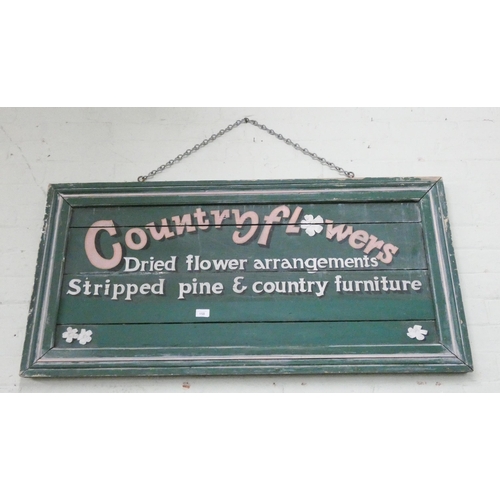 Countryflowers
Dried flower arrangements
Stripped pine & country furniture